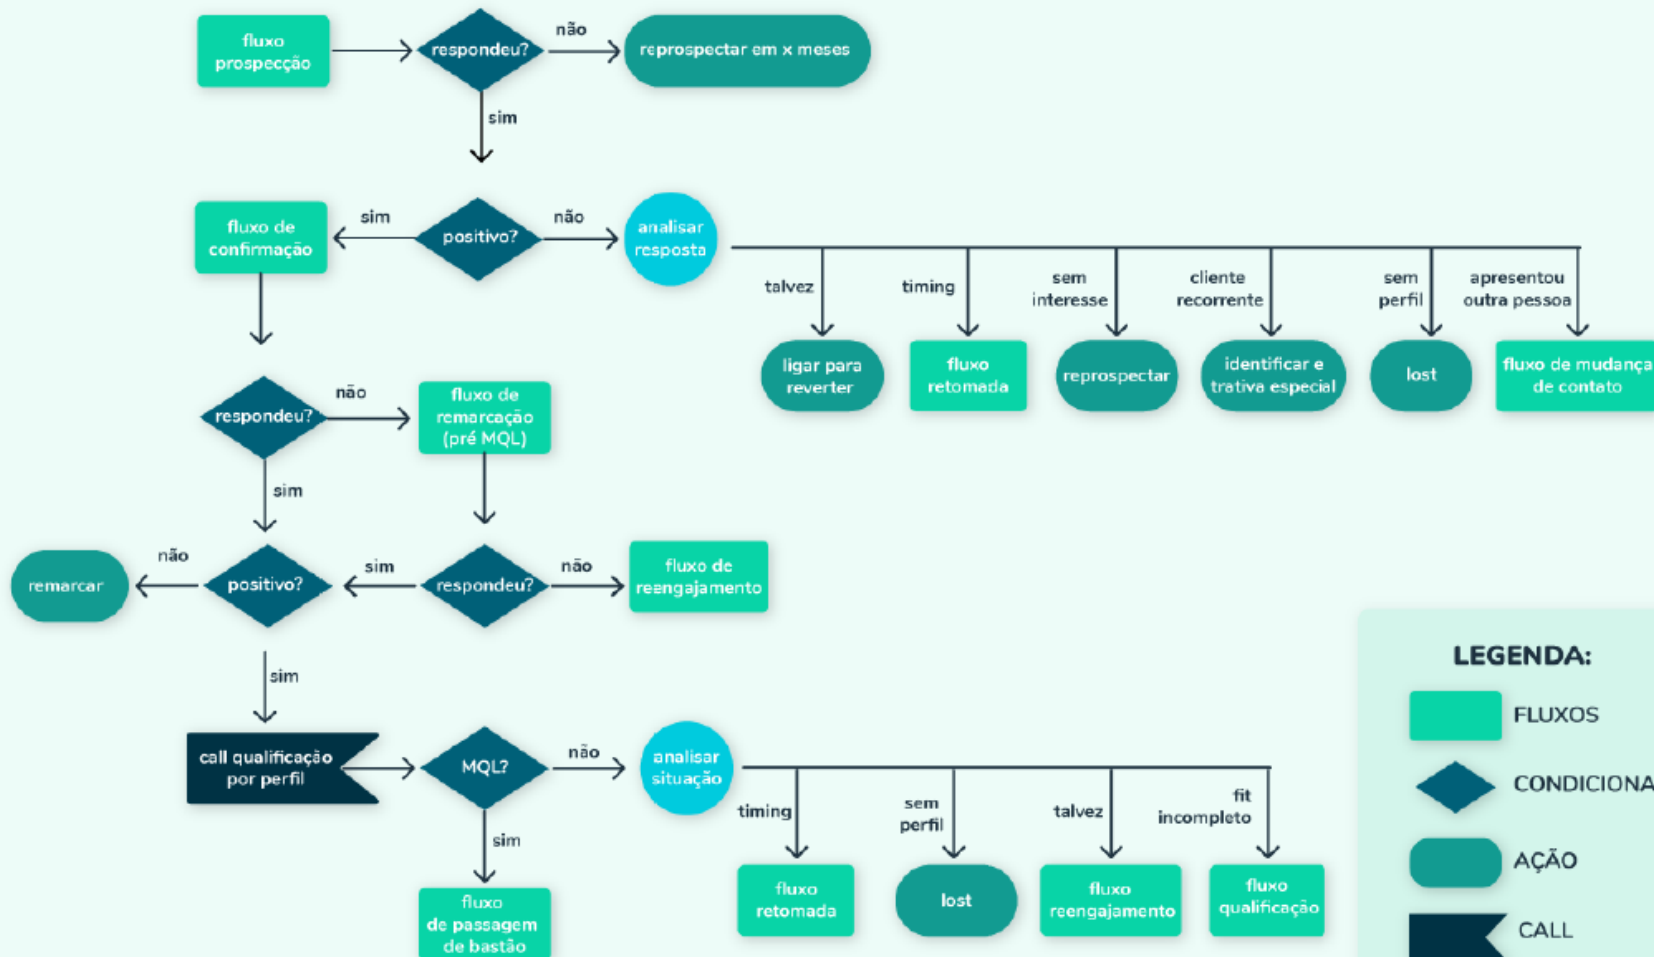 fluxo
prospecção
respondeu?
não
reprospectar em x meses
sim
fluxo de
confirmação
sim
positivo?
não
analisar
resposta
talvez
timing
sem
interesse
cliente
recorrente
sem
perfil
apresentou
outra pessoa
ligar para
reverter
fluxo
retomada
reprospectar
identificar e
trativa especial
lost
fluxo de mudança
de contato
respondeu?
não
fluxo de
remarcação
(pré MQL)
sim
remarcar
não
positivo?
sim
respondeu?
não
fluxo de
reengajamento
sim
call qualificação
por perfil
MQL?
não
analisar
situação
timing
sem
perfil
talvez
fit
incompleto
sim
fluxo
de passagem
de bastão
fluxo
retomada
lost
fluxo
reengajamento
fluxo
qualificação
LEGENDA:
FLUXOS
CONDICIONA
AÇÃO
CALL